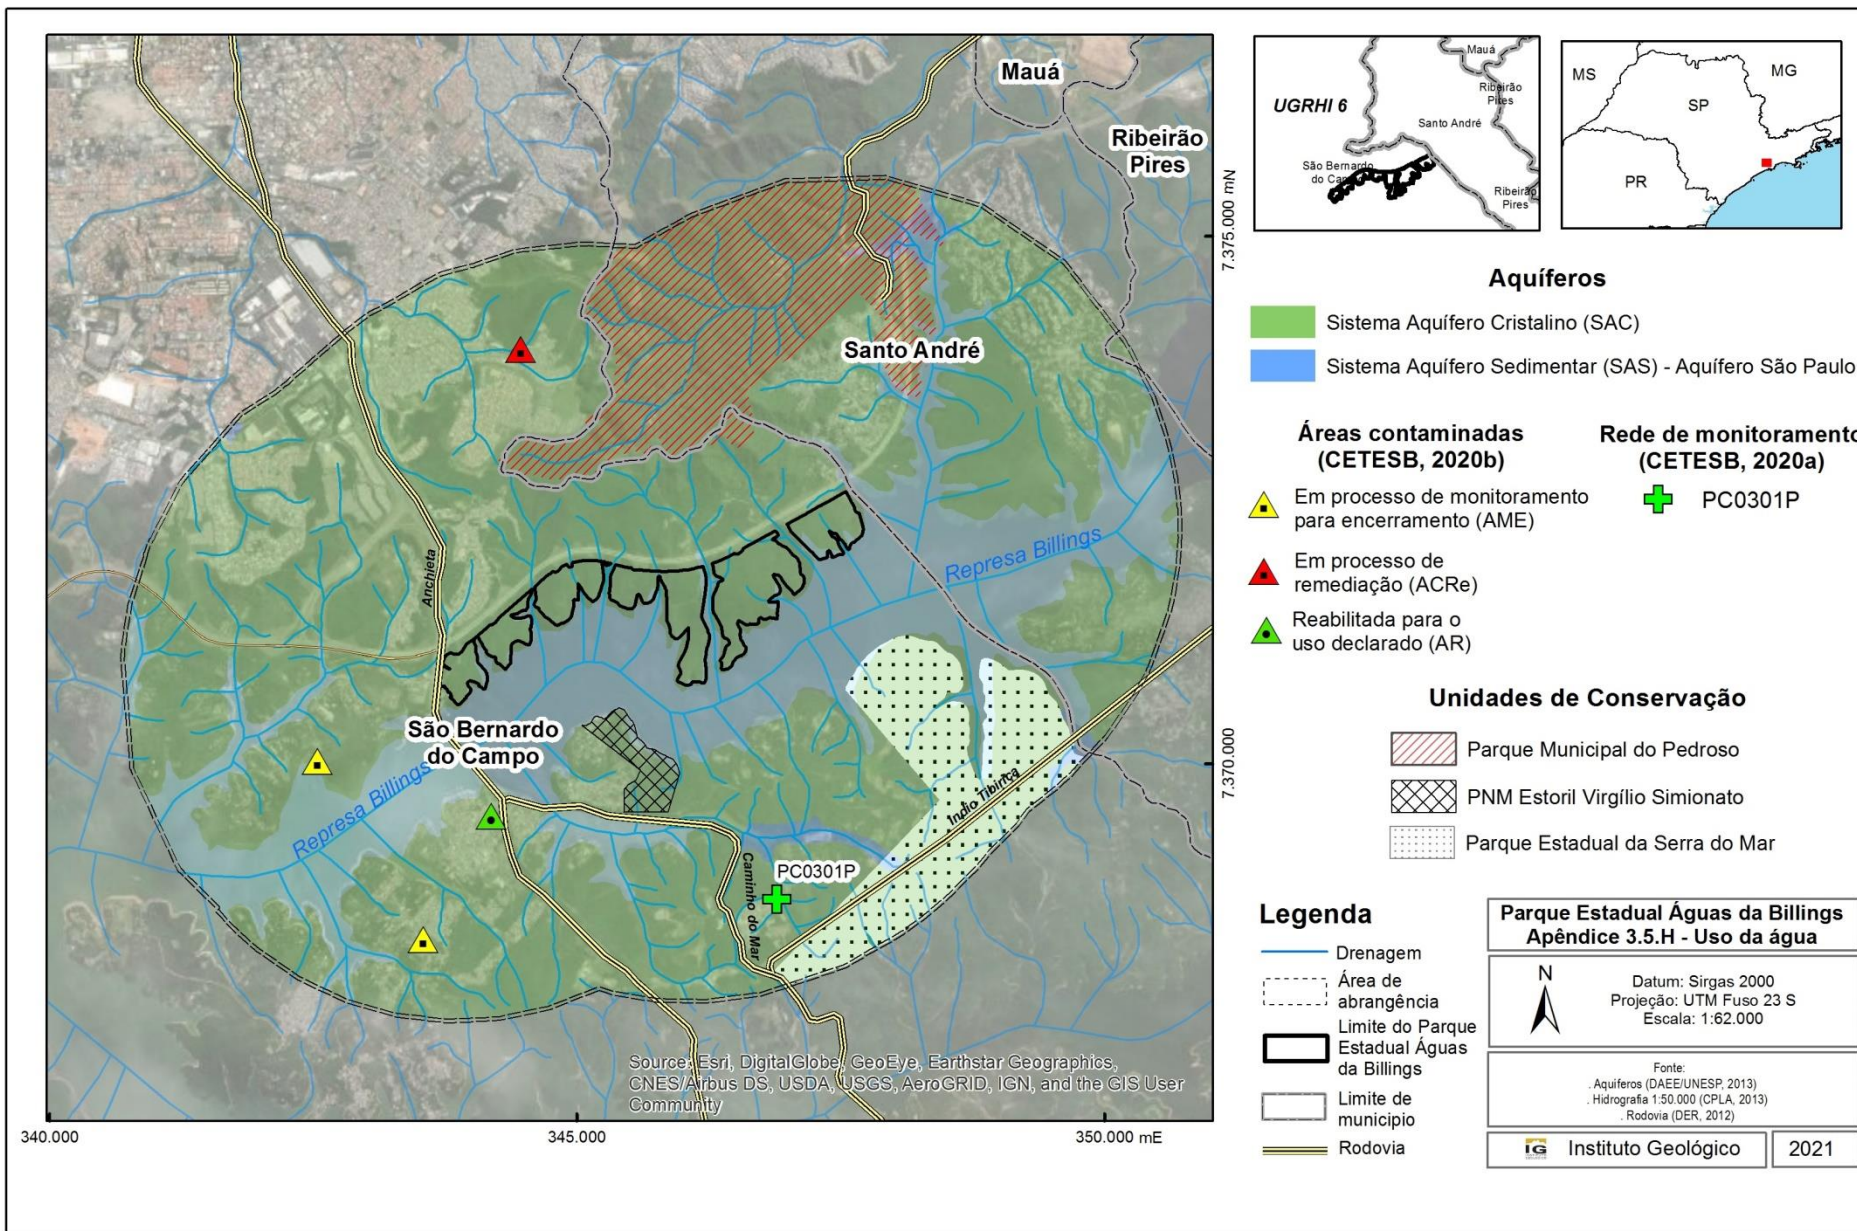 Mauá
Ribeirão
Pires
Santo André
Represa Billings
Anchieta
São Bernardo
do Campo
Represa Billings
Indio Tibiriça
Caminho do Mar
PC0301P
Source: Esri, DigitalGlobe, GeoEye, Earthstar Geographics,
CNES/Airbus DS, USDA, USGS, AeroGRID, IGN, and the GIS User
Community
340.000
345.000
350.000 mE
7.375.000 mN
7.370.000
UGRHI 6
Mauá
Ribeirão
Pires
Santo André
São Bernardo
do Campo
Ribeirão
Pires
MS
MG
SP
PR
Aquíferos
Sistema Aquífero Cristalino (SAC)
Sistema Aquífero Sedimentar (SAS) - Aquífero São Paulo
Áreas contaminadas
(CETESB, 2020b)
Em processo de monitoramento
para encerramento (AME)
Em processo de
remediação (ACRe)
Reabilitada para o
uso declarado (AR)
Rede de monitoramento
(CETESB, 2020a)
PC0301P
Unidades de Conservação
Parque Municipal do Pedroso
PNM Estoril Virgílio Simionato
Parque Estadual da Serra do Mar
Legenda
Drenagem
Área de
abrangência
Limite do Parque
Estadual Águas
da Billings
Limite de
municipio
Rodovia
Parque Estadual Águas da Billings
Apêndice 3.5.H - Uso da água
N
Datum: Sirgas 2000
Projeção: UTM Fuso 23 S
Escala: 1:62.000
Fonte:
. Aquíferos (DAEE/UNESP, 2013)
. Hidrografia 1:50.000 (CPLA, 2013)
. Rodovia (DER, 2012)
IG
Instituto Geológico
2021